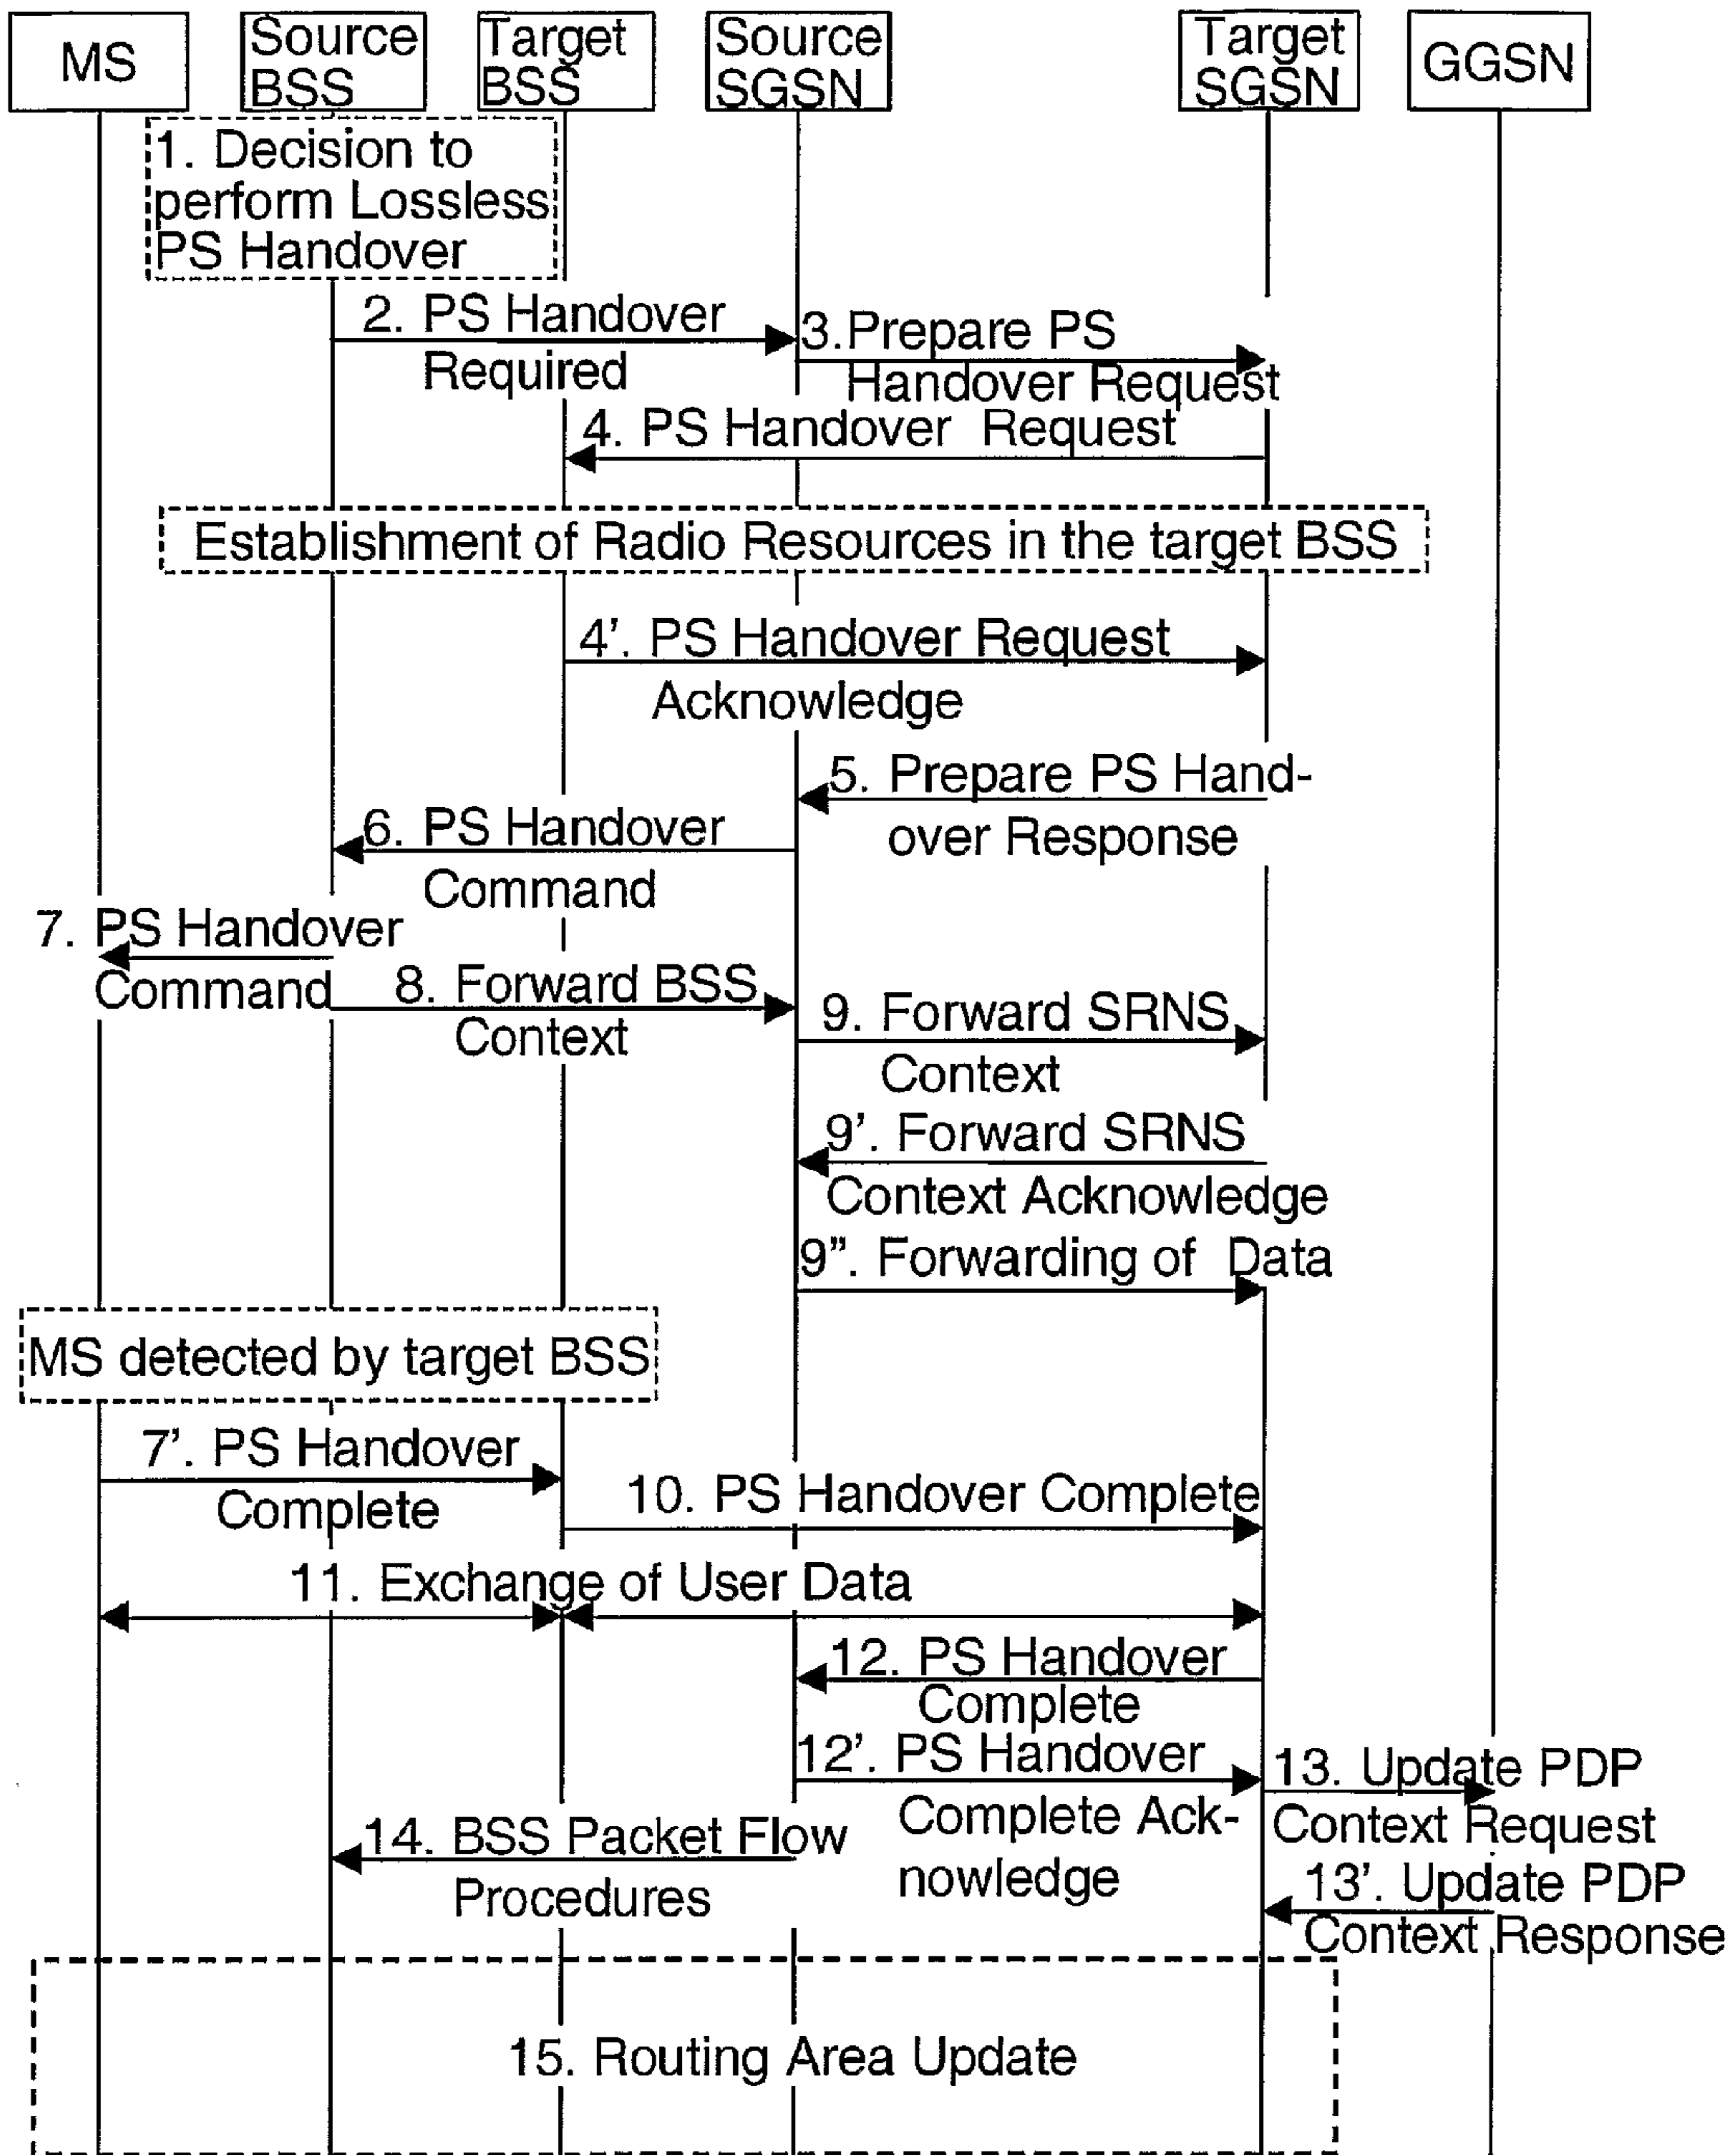 MS
Source
BSS
Target
BSS
Source
SGSN
Target
SGSN
GGSN
1. Decision to
perform Lossless
PS Handover
2. PS Handover
Required
3.Prepare PS
Handover Request
4. PS Handover Request
Establishment of Radio Resources in the target BSS
4'. PS Handover Request
Acknowledge
5. Prepare PS Hand-
over Response
6. PS Handover
Command
7. PS Handover
Command
8. Forward BSS
Context
9. Forward SRNS
Context
9'. Forward SRNS
Context Acknowledge
9". Forwarding of Data
MS detected by target BSS
7'. PS Handover
Complete
10. PS Handover Complete
11. Exchange of User Data
12. PS Handover
Complete
12'. PS Handover
Complete Ack-
nowledge
13. Update PDP
Context Request
14. BSS Packet Flow
Procedures
13'. Update PDP
Context Response
15. Routing Area Update